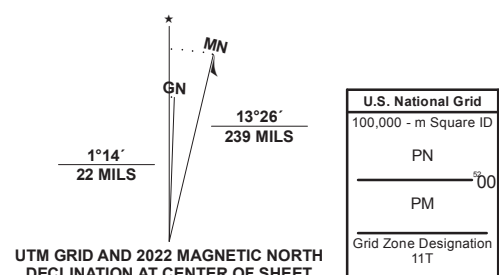 ★
MN
GN
1°14´
22 MILS
13°26´
239 MILS
UTM GRID AND 2022 MAGNETIC NORTH
DECLINATION AT CENTER OF SHEET
U.S. National Grid
100,000 - m Square ID
PN
5200
PM
Grid Zone Designation
11T